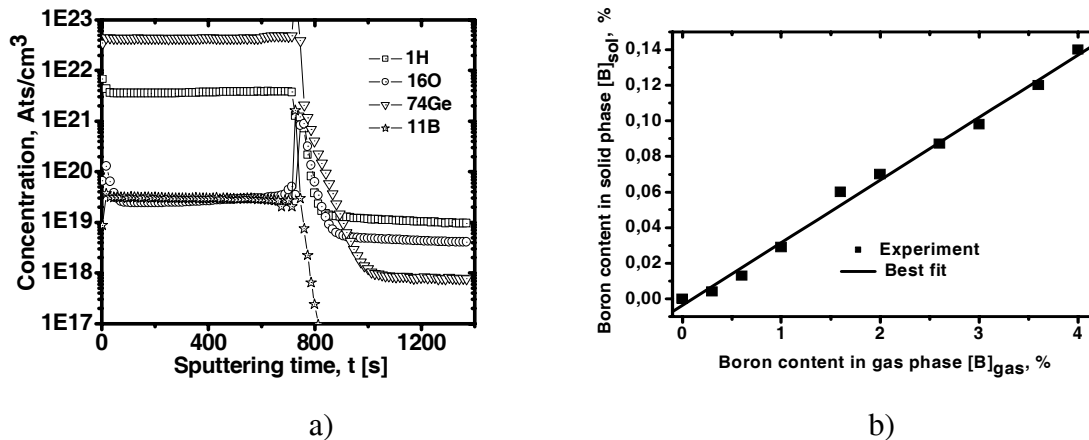 1E23
1E22
1E21
1E20
1E19
1E18
1E17
Concentration, Ats/cm3
1H
16O
74Ge
11B
0
400
800
1200
Sputtering time, t [s]
a)
0,14
0,12
0,10
0,08
0,06
0,04
0,02
0,00
Boron content in solid phase [B]sol, %
Experiment
Best fit
0
1
2
3
4
Boron content in gas phase [B]gas, %
b)